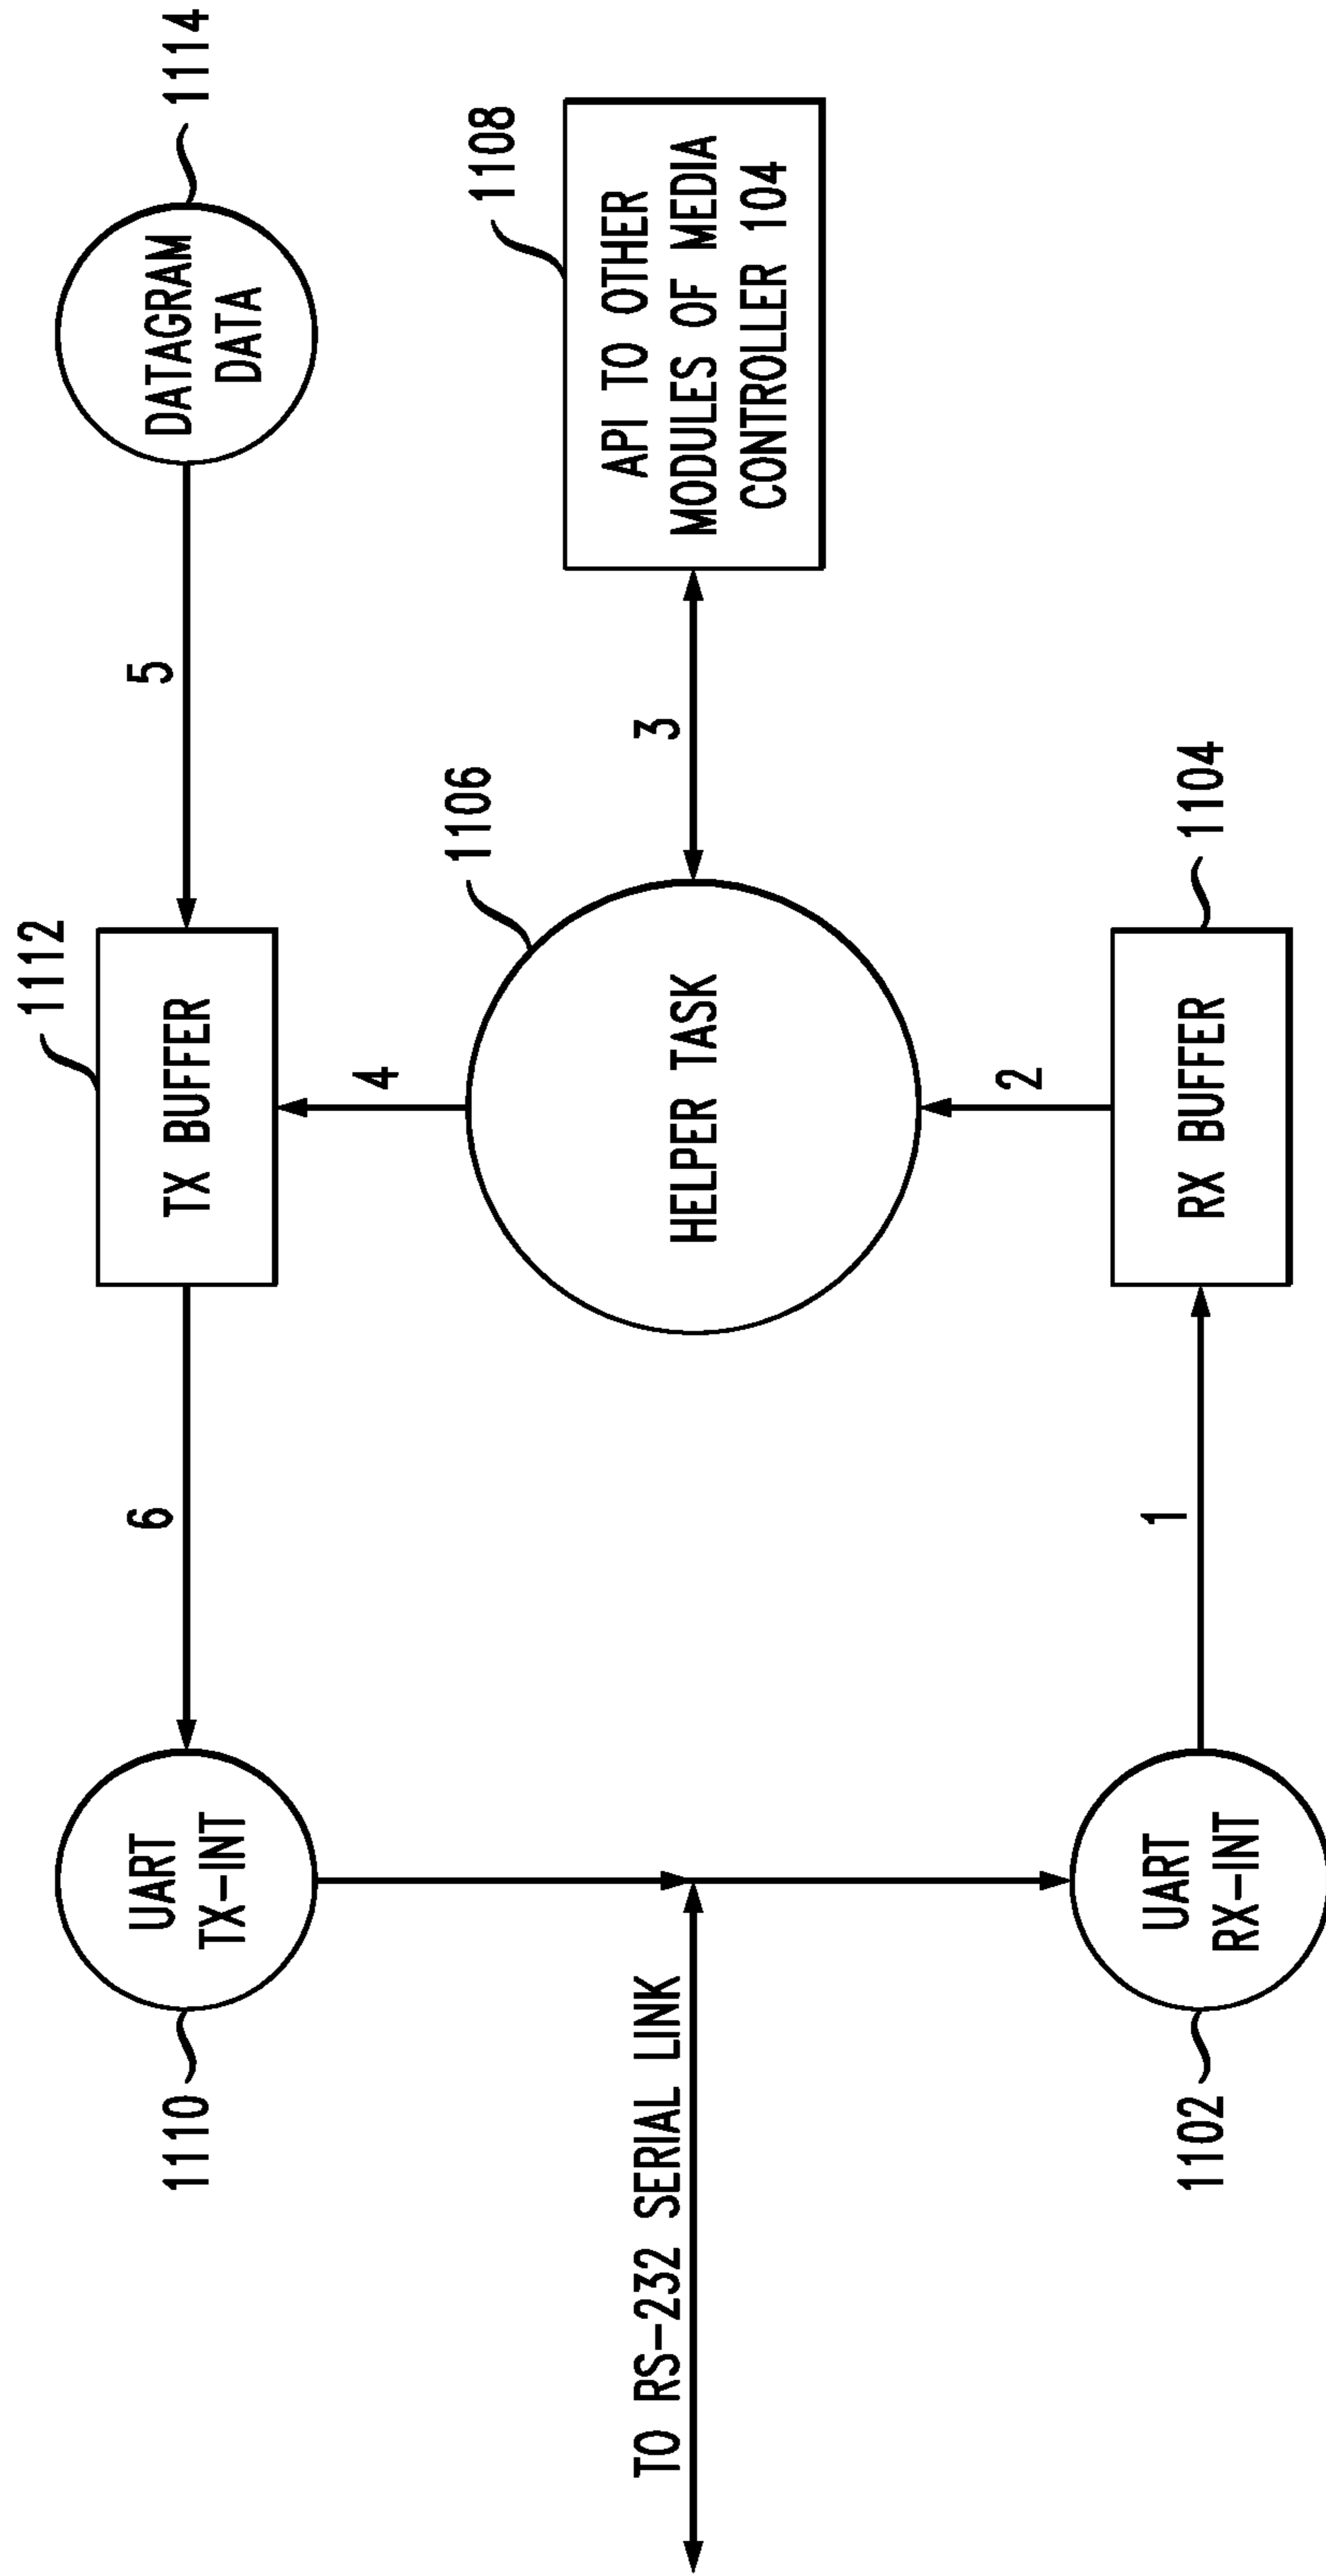 1110
UART
TX-INT
6
1112
TX BUFFER
5
DATAGRAM
DATA
1114
4
TO RS-232 SERIAL LINK
1106
HELPER TASK
3
1108
API TO OTHER
MODULES OF MEDIA
CONTROLLER 104
2
1102
UART
RX-INT
1
RX BUFFER
1104